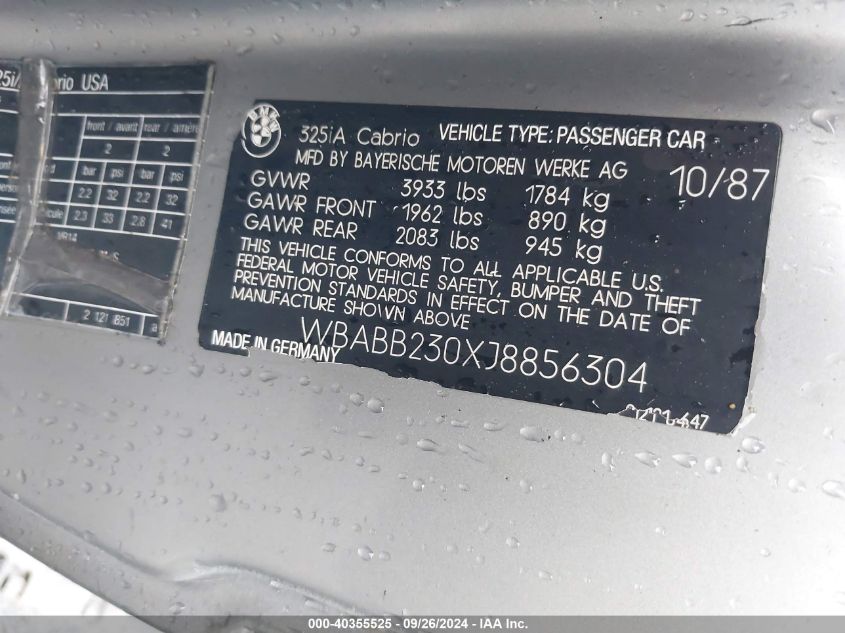 25i/ brio USA
front / avant rear / arrière
2 2
bar psi bar psi
2.2 32 2.2 32
2.3 33 2.8 41
2 121 851
BMW
325iA Cabrio VEHICLE TYPE: PASSENGER CAR
MFD BY BAYERISCHE MOTOREN WERKE AG 10/87
GVWR 3933 lbs 1784 kg
GAWR FRONT 1962 lbs 890 kg
GAWR REAR 2083 lbs 945 kg
THIS VEHICLE CONFORMS TO ALL APPLICABLE U.S.
FEDERAL MOTOR VEHICLE SAFETY, BUMPER AND THEFT
PREVENTION STANDARDS IN EFFECT ON THE DATE OF
MANUFACTURE SHOWN ABOVE
MADE IN GERMANY WBABB230XJ8856304
000-40355525 - 09/26/2024 - IAA Inc.